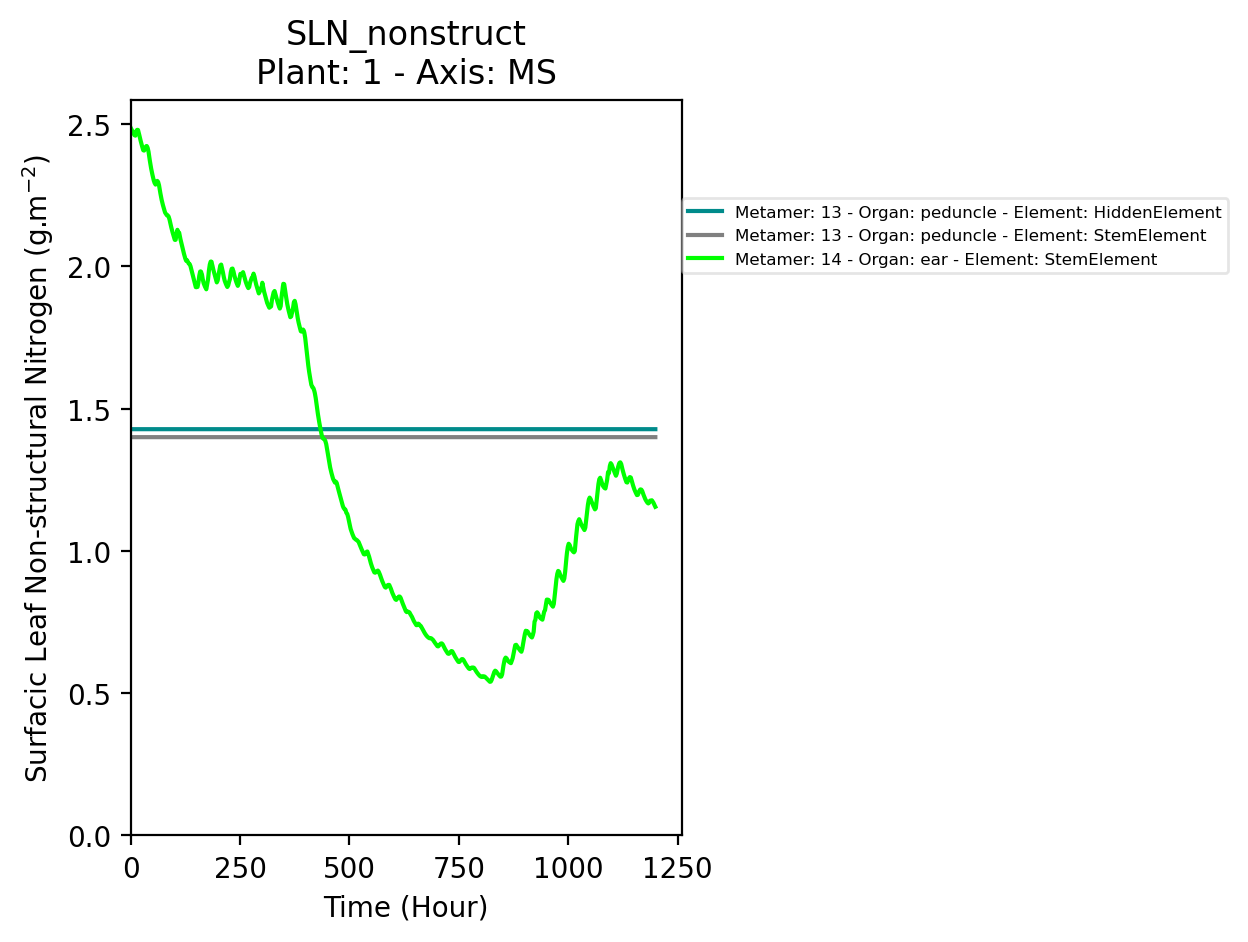 SLN_nonstruct
Plant: 1 - Axis: MS
Surfacic Leaf Non-structural Nitrogen (g.m⁻²)
2.5
2.0
1.5
1.0
0.5
0.0
0 250 500 750 1000 1250
Time (Hour)
Metamer: 13 - Organ: peduncle - Element: HiddenElement
Metamer: 13 - Organ: peduncle - Element: StemElement
Metamer: 14 - Organ: ear - Element: StemElement